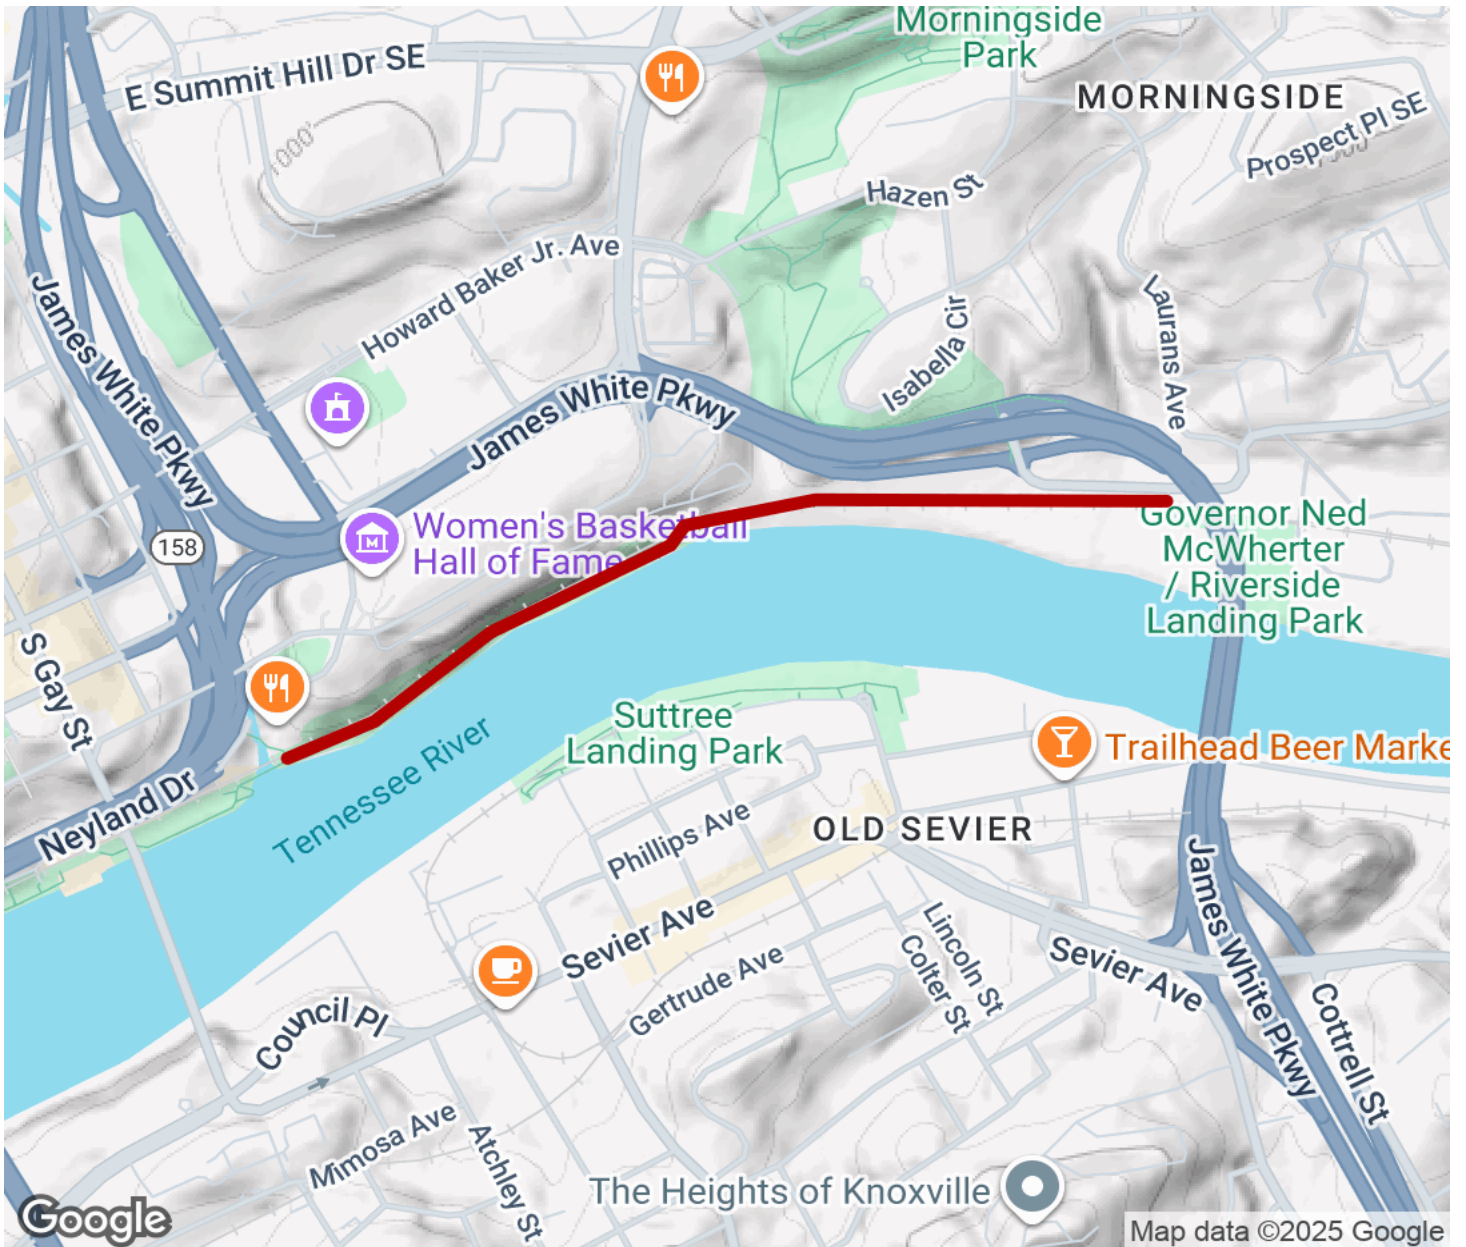 Morningside
Park
E Summit Hill Dr SE
MORNINGSIDE
Prospect Pl SE
1000'
Hazen St
Howard Baker Jr. Ave
James White Pkwy
Laurans Ave
Isabella Cir
James White Pkwy
Women's Basketball
Hall of Fame
158
Governor Ned
McWherter
/ Riverside
Landing Park
S Gay St
Suttree
Landing Park
Tennessee River
Trailhead Beer Marke
Neyland Dr
Phillips Ave
OLD SEVIER
James White Pkwy
Sevier Ave
Lincoln St
Colter St
Sevier Ave
Gertrude Ave
Council Pl
Cottrell St
Mimosa Ave
Atchley St
The Heights of Knoxville
Google
Map data ©2025 Google